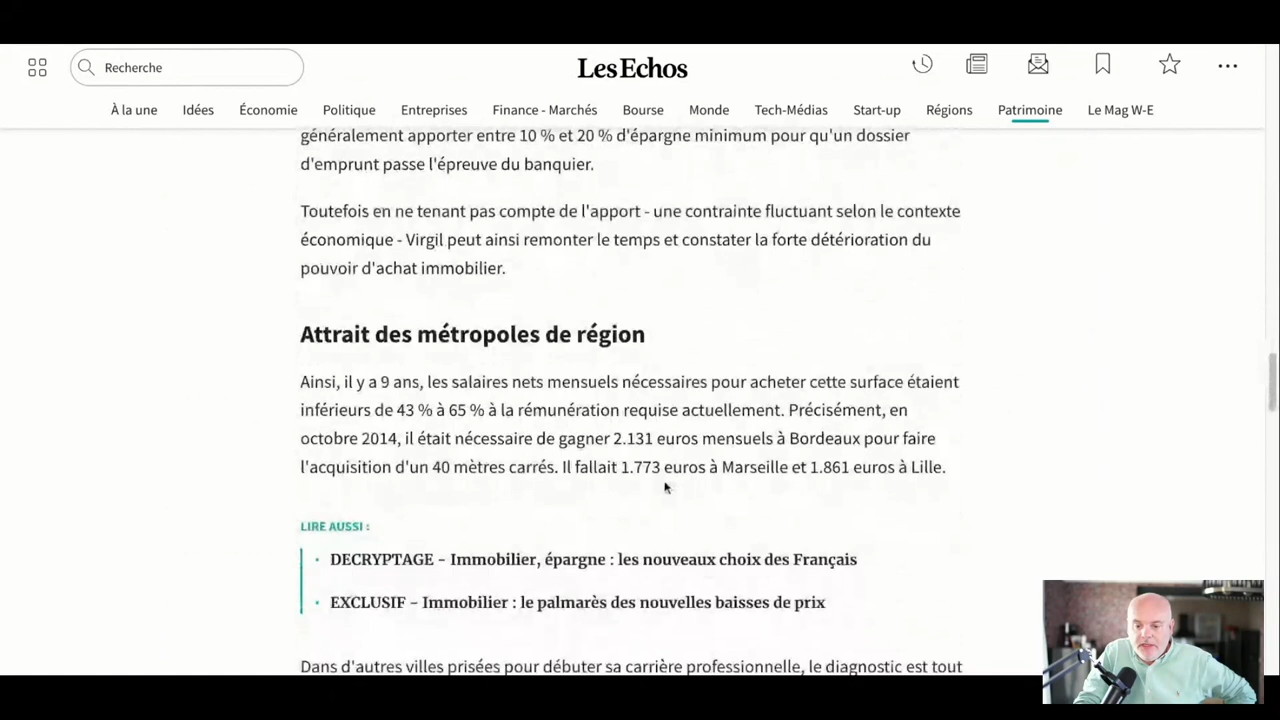 Recherche
Les Echos
À la une Idées Économie Politique Entreprises Finance - Marchés Bourse Monde Tech-Médias Start-up Régions Patrimoine Le Mag W-E
généralement apporter entre 10 % et 20 % d'épargne minimum pour qu'un dossier
d'emprunt passe l'épreuve du banquier.
Toutefois en ne tenant pas compte de l'apport - une contrainte fluctuant selon le contexte
économique - Virgil peut ainsi remonter le temps et constater la forte détérioration du
pouvoir d'achat immobilier.
Attrait des métropoles de région
Ainsi, il y a 9 ans, les salaires nets mensuels nécessaires pour acheter cette surface étaient
inférieurs de 43 % à 65 % à la rémunération requise actuellement. Précisément, en
octobre 2014, il était nécessaire de gagner 2.131 euros mensuels à Bordeaux pour faire
l'acquisition d'un 40 mètres carrés. Il fallait 1.773 euros à Marseille et 1.861 euros à Lille.
LIRE AUSSI :
• DECRYPTAGE - Immobilier, épargne : les nouveaux choix des Français
• EXCLUSIF - Immobilier : le palmarès des nouvelles baisses de prix
Dans d'autres villes prisées pour débuter sa carrière professionnelle, le diagnostic est tout